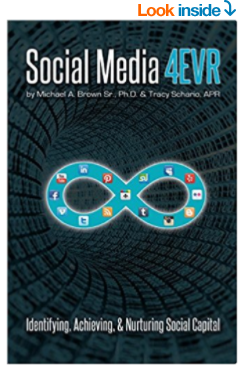 Look inside
Social Media 4EVR
by Michael A. Brown Sr., Ph.D. & Tracy Schario, APR
Identifying, Achieving, & Nurturing Social Capital